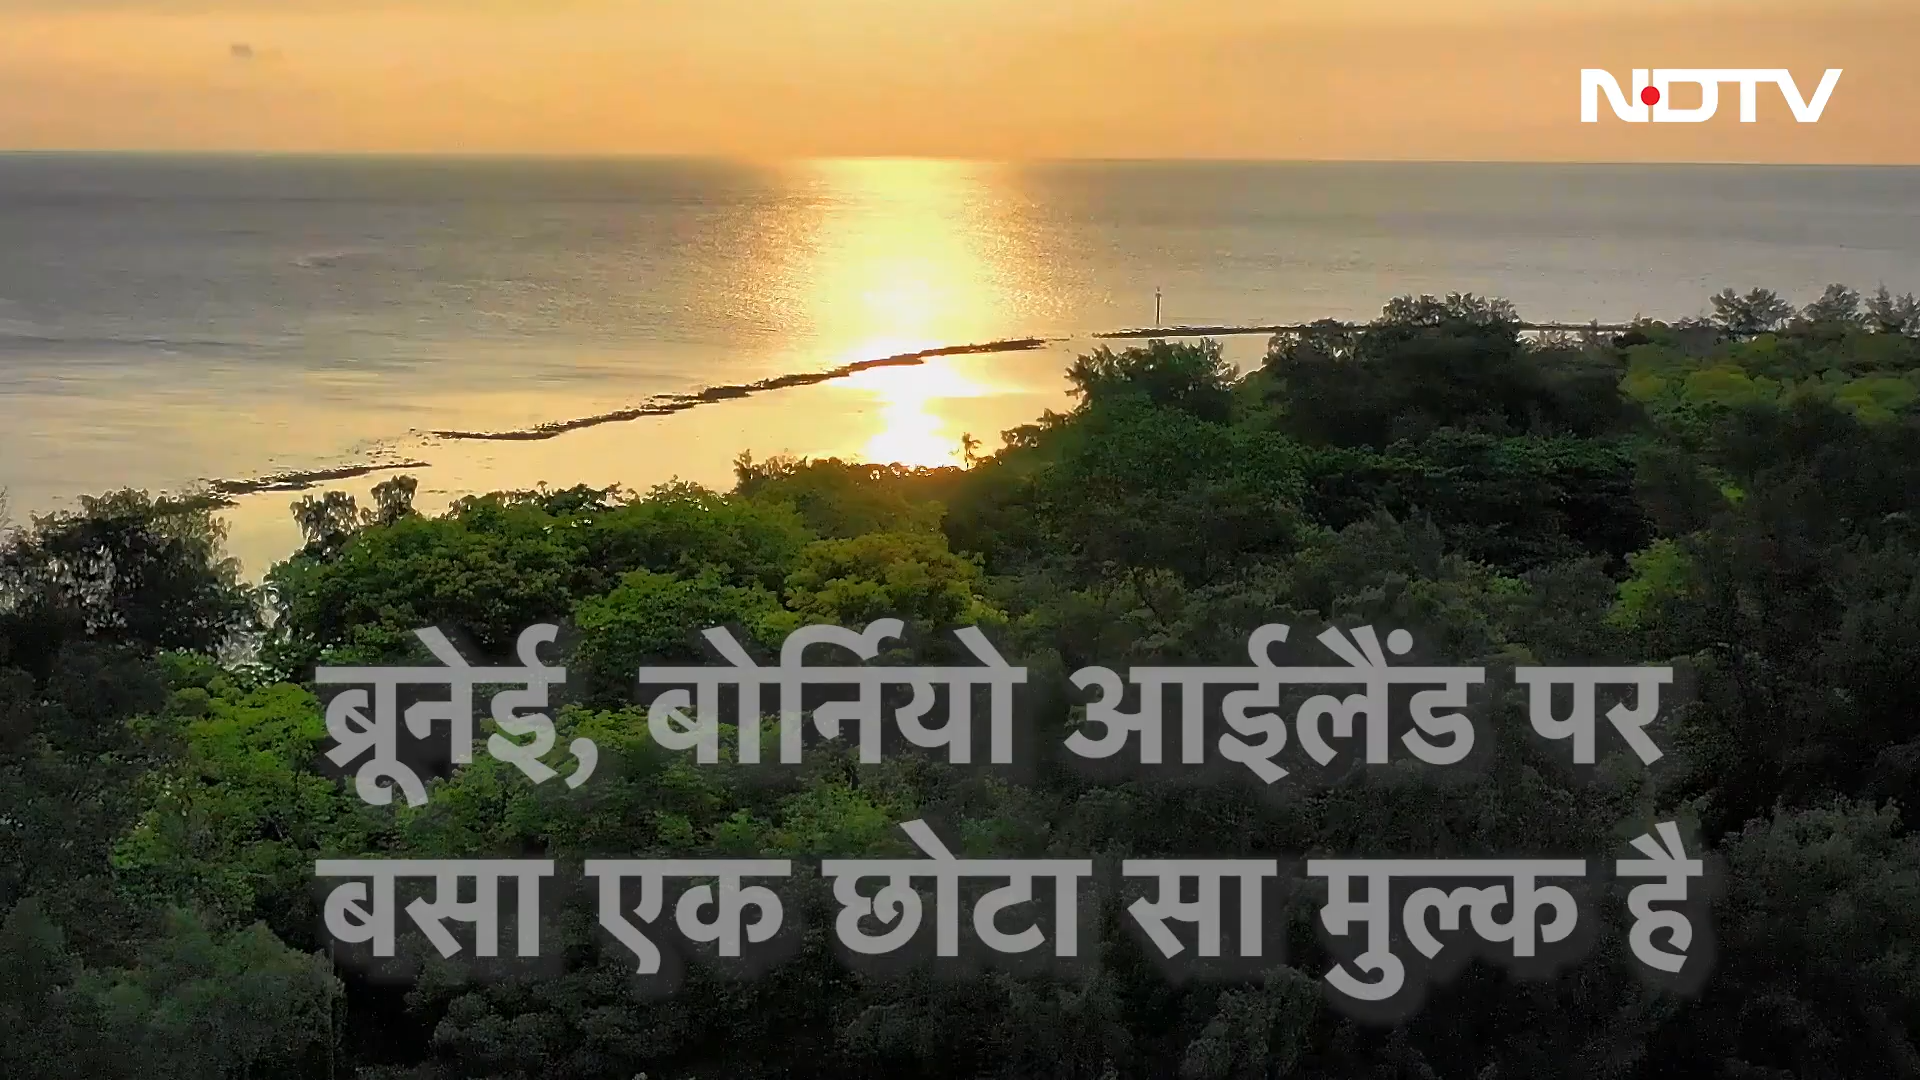 NDTV
ब्रूनेई, बोर्नियो आईलैंड पर
बसा एक छोटा सा मुल्क है